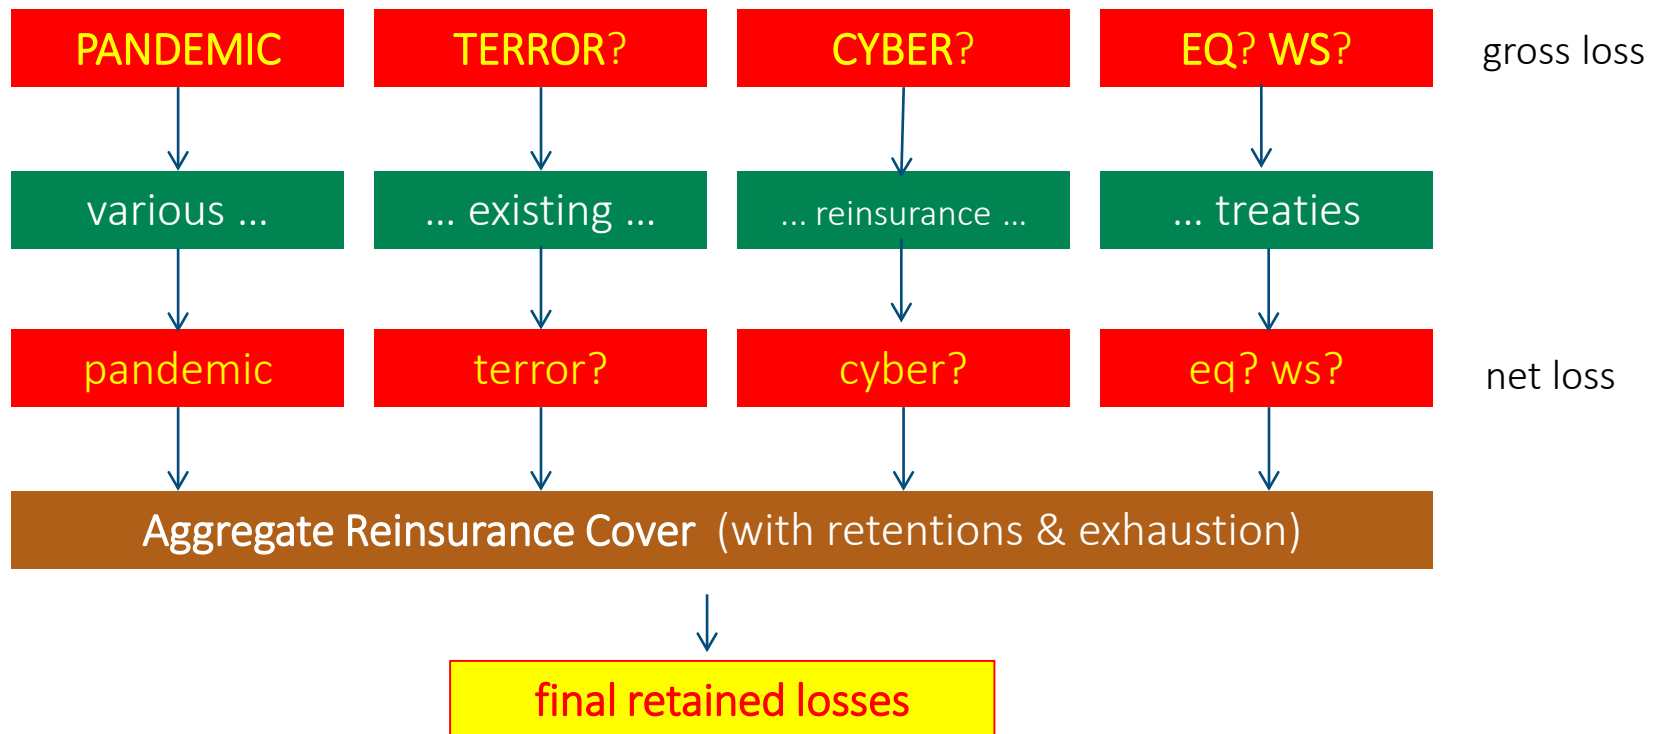 PANDEMIC TERROR? CYBER? EQ? WS? gross loss
various ... ... existing ... ... reinsurance ... ... treaties
pandemic terror? cyber? eq? ws? net loss
Aggregate Reinsurance Cover (with retentions & exhaustion)
final retained losses